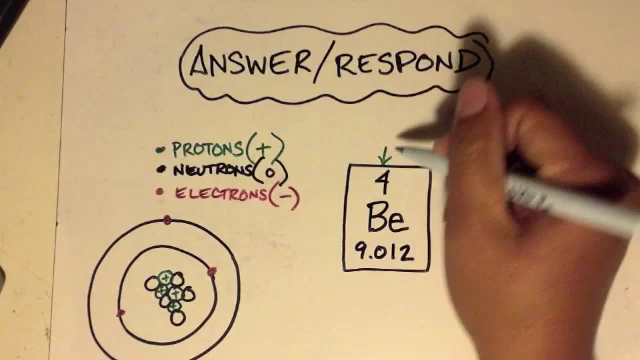 ANSWER/RESPOND
• PROTONS (+)
• NEUTRONS (0)
• ELECTRONS (-)
4
Be
9.012
+
+
+
+